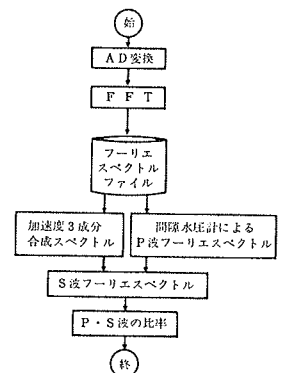 始
AD変換
FFT
フーリエ
スペクトル
ファイル
加速度3成分
合成スペクトル
間隙水圧計による
P波フーリエスペクトル
S波フーリエスペクトル
P・S波の比率
終